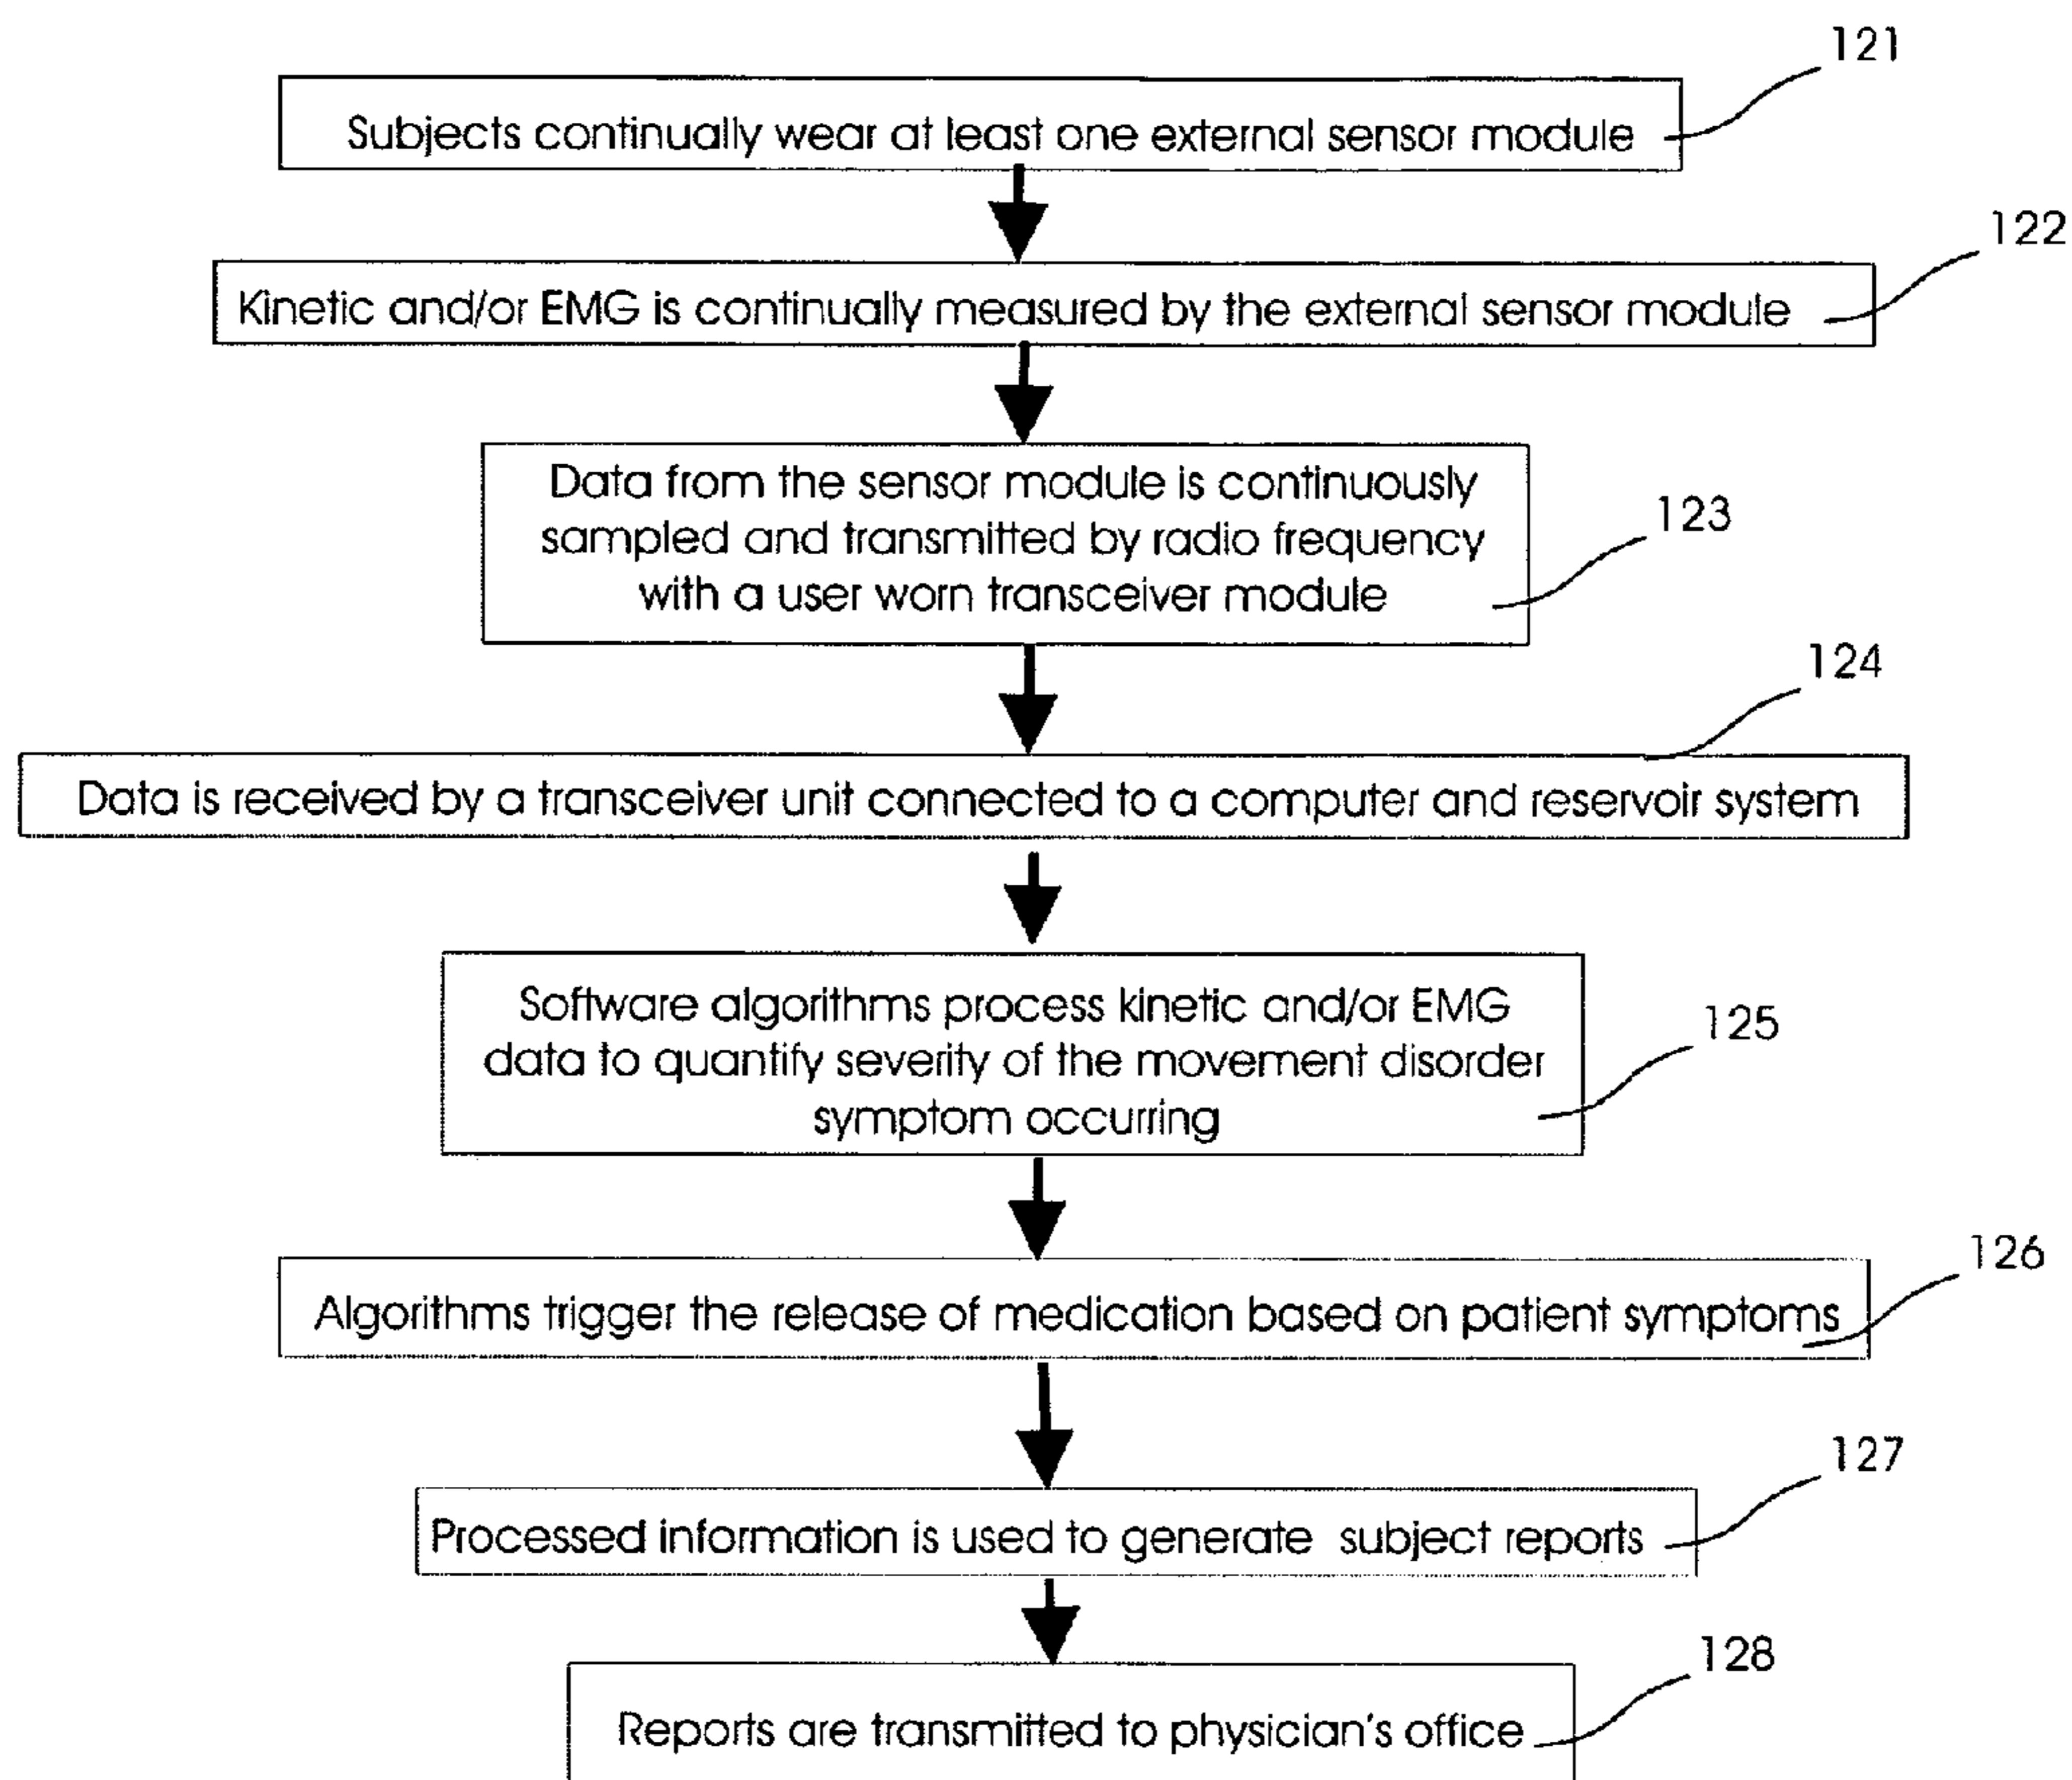 121
Subjects continually wear at least one external sensor module
122
Kinetic and/or EMG is continually measured by the external sensor module
Data from the sensor module is continuously
sampled and transmitted by radio frequency
with a user worn transceiver module
123
124
Data is received by a transceiver unit connected to a computer and reservoir system
Software algorithms process kinetic and/or EMG
data to quantify severity of the movement disorder
symptom occurring
125
126
Algorithms trigger the release of medication based on patient symptoms
127
Processed information is used to generate subject reports
128
Reports are transmitted to physician's office